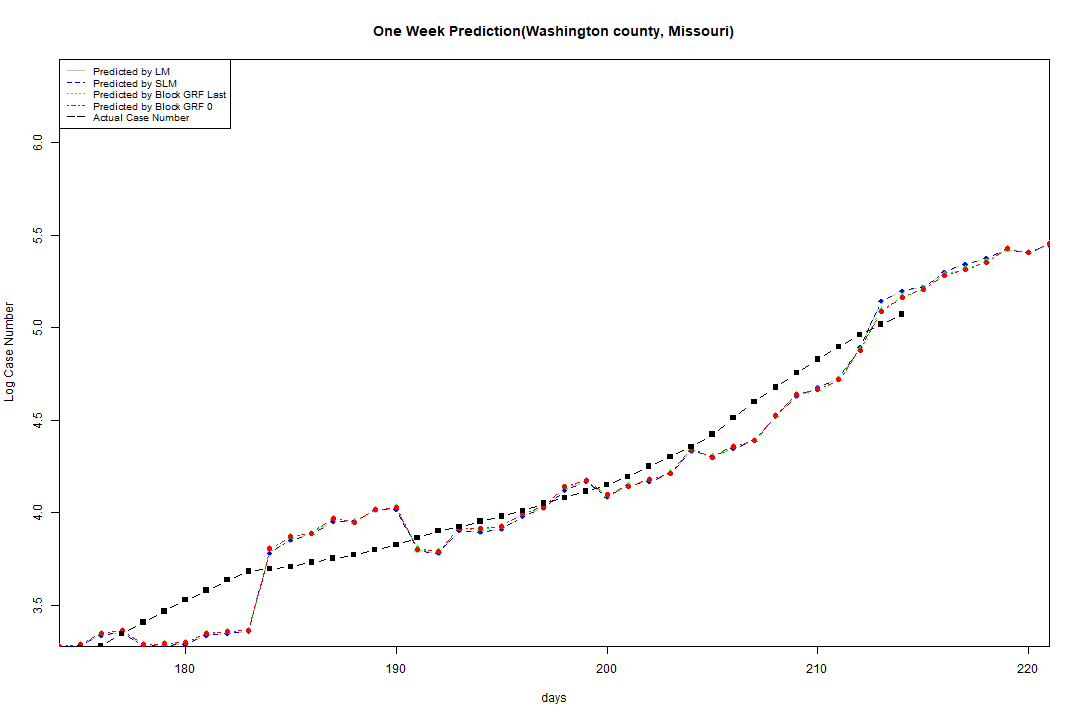 One Week Prediction(Washington county, Missouri)
Predicted by LM
Predicted by SLM
Predicted by Block GRF Last
Predicted by Block GRF 0
Actual Case Number
6.0
5.5
5.0
4.5
4.0
3.5
Log Case Number
180 190 200 210 220
days